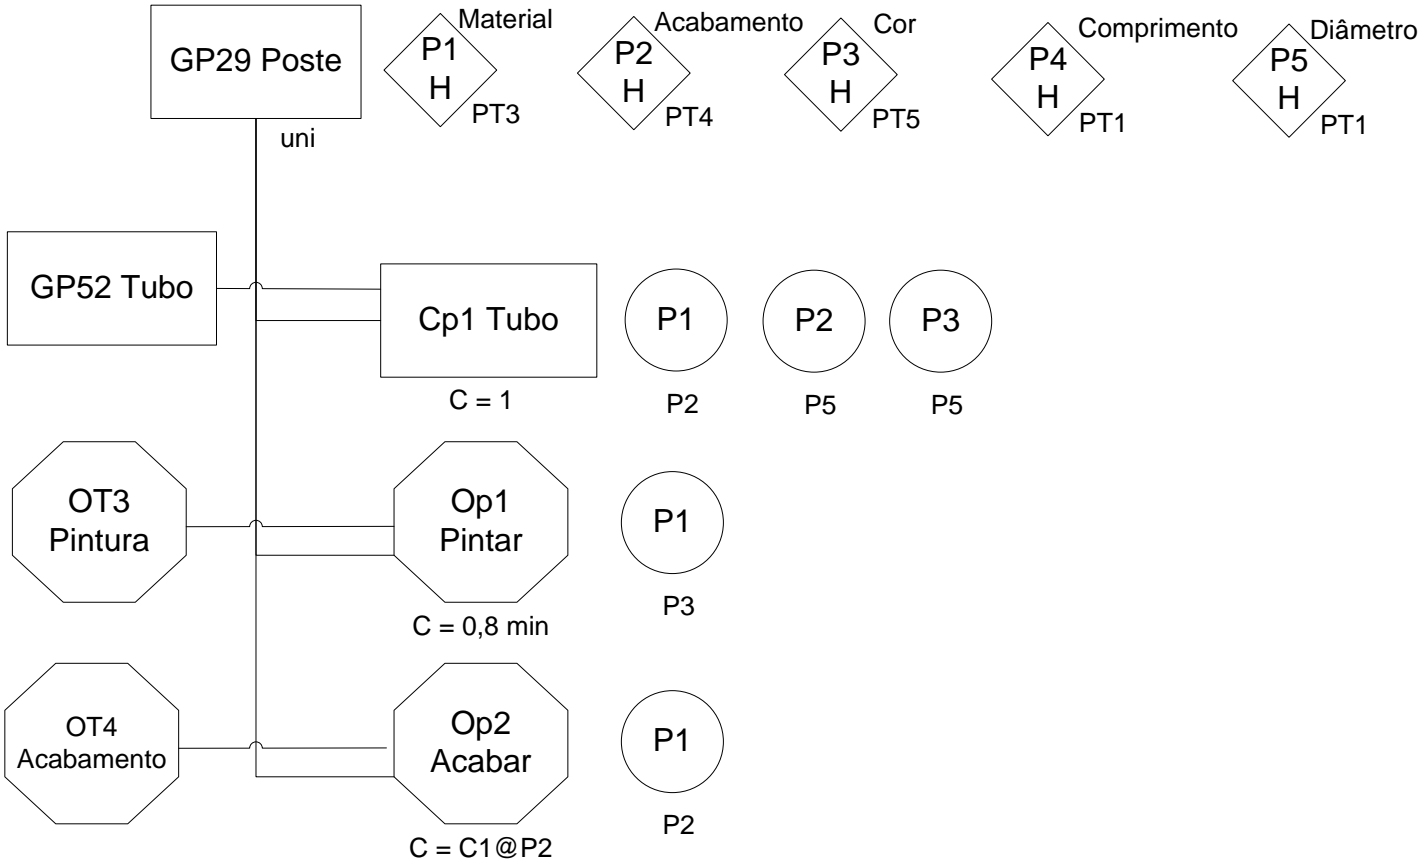 GP29 Poste
uni
P1
H
Material
PT3
P2
H
Acabamento
PT4
P3
H
Cor
PT5
P4
H
Comprimento
PT1
P5
H
Diâmetro
PT1
GP52 Tubo
Cp1 Tubo
C = 1
P1
P2
P2
P5
P3
P5
OT3
Pintura
Op1
Pintar
C = 0,8 min
P1
P3
OT4
Acabamento
Op2
Acabar
C = C1@P2
P1
P2